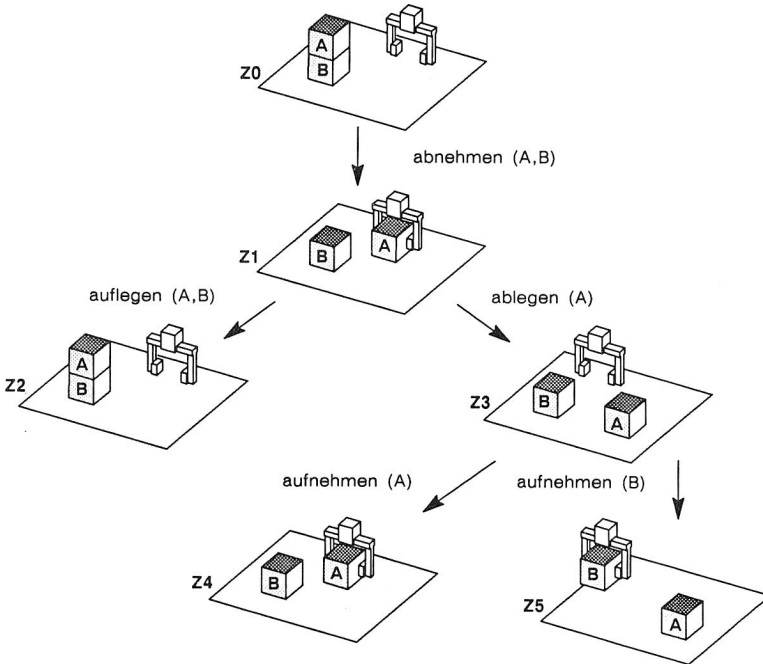 A
B
Z0
abnehmen (A,B)
B
A
Z1
auflegen (A,B)
ablegen (A)
A
B
Z2
B
A
Z3
aufnehmen (A)
aufnehmen (B)
B
A
Z4
B
A
Z5